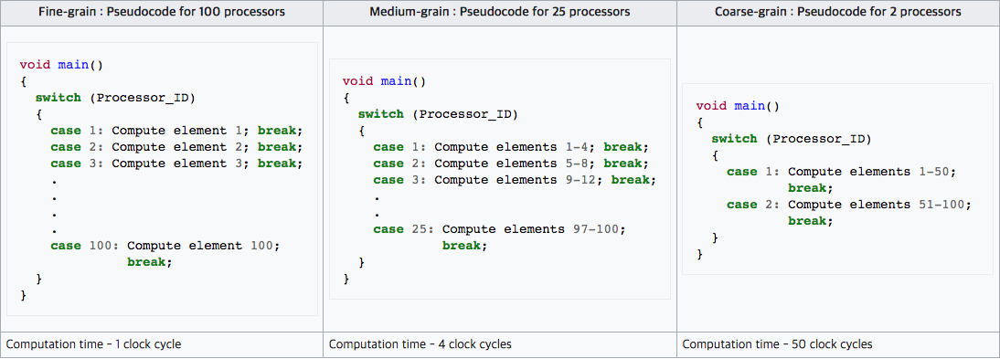 Fine-grain : Pseudocode for 100 processors
void main()
{
switch (Processor_ID)
{
case 1: Compute element 1; break;
case 2: Compute element 2; break;
case 3: Compute element 3; break;
.
.
.
.
case 100: Compute element 100;
break;
}
}
Computation time - 1 clock cycle
Medium-grain : Pseudocode for 25 processors
void main()
{
switch (Processor_ID)
{
case 1: Compute elements 1-4; break;
case 2: Compute elements 5-8; break;
case 3: Compute elements 9-12; break;
.
.
case 25: Compute elements 97-100;
break;
}
}
Computation time - 4 clock cycles
Coarse-grain : Pseudocode for 2 processors
void main()
{
switch (Processor_ID)
{
case 1: Compute elements 1-50;
break;
case 2: Compute elements 51-100;
break;
}
}
Computation time - 50 clock cycles